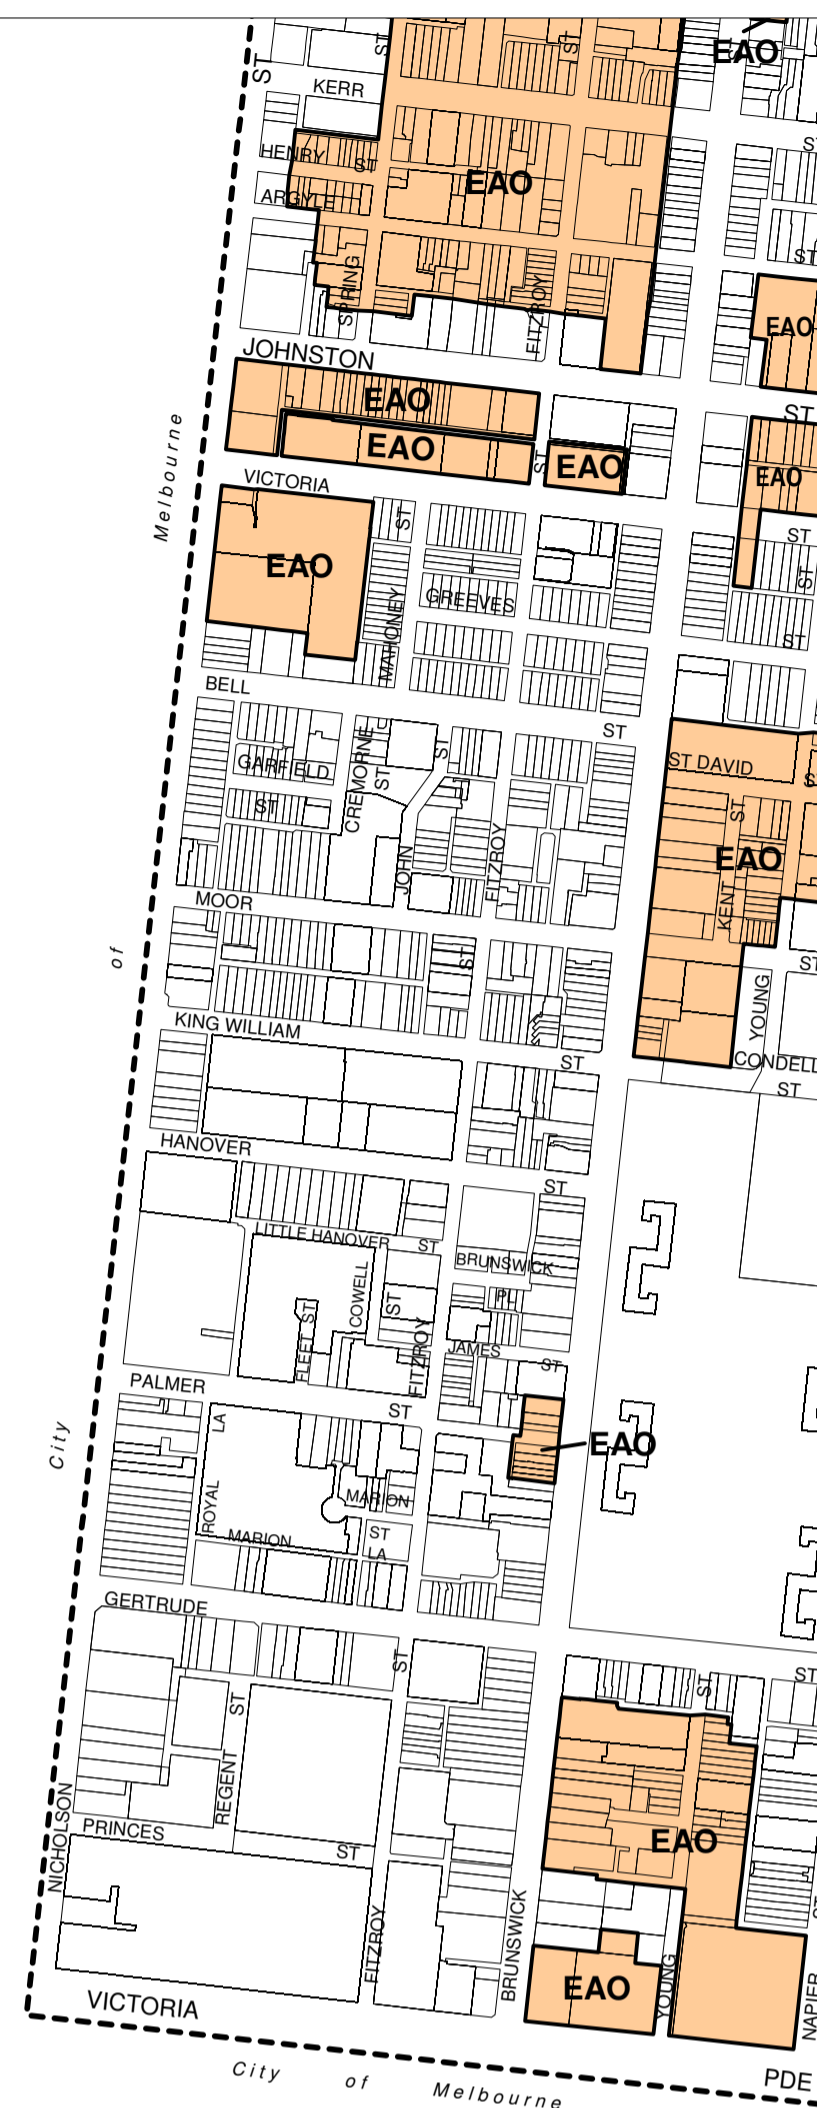 ST
ST
ST
EAO
KERR
ST
HENRY
ST
EAO
ARGYLE
ST
SPRING
FITZROY
EAO
JOHNSTON
EAO
ST
Melbourne
EAO
ST
EAO
EAO
VICTORIA
ST
ST
EAO
GREEVES
ST
MAHONEY
ST
BELL
ST
ST
CREMORNE
ST DAVID
GARFIELD
ST
ST
ST
ST
EAO
JOHN
FITZROY
KENT
MOOR
of
ST
ST
YOUNG
KING WILLIAM
ST
CONDELL
ST
HANOVER
ST
LITTLE HANOVER
ST
BRUNSWICK
PL
COWELL
ST
FLEET ST
FITZROY
JAMES
ST
PALMER
ST
LA
City
EAO
ROYAL
MARION
MARION
ST
LA
GERTRUDE
ST
ST
ST
ST
REGENT
NICHOLSON
PRINCES
ST
EAO
FITZROY
BRUNSWICK
YOUNG
EAO
NAPIER
VICTORIA
PDE
City of Melbourne